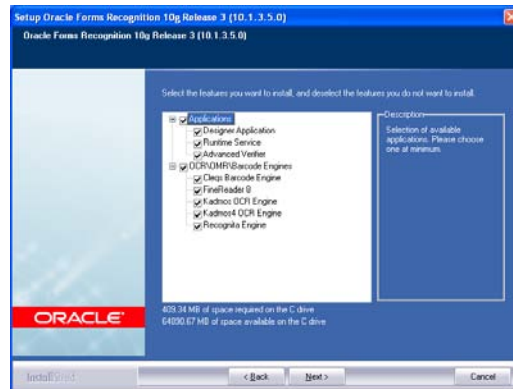 Setup Oracle Forms Recognition 10g Release 3 (10.1.3.5.0)
Oracle Forms Recognition 10g Release 3 (10.1.3.5.0)
Select the features you want to install, and deselect the features you do not want to install.
Applications
Designer Application
Runtime Service
Advanced Verifier
OCR\OMR\Barcode Engines
Cleqs Barcode Engine
FineReader 8
Kadmos OCR Engine
Kadmos4 OCR Engine
Recognita Engine
Description
Selection of available
applications. Please choose
one at minimum.
409.34 MB of space required on the C drive
64090.67 MB of space available on the C drive
ORACLE
InstallShield
< Back
Next >
Cancel